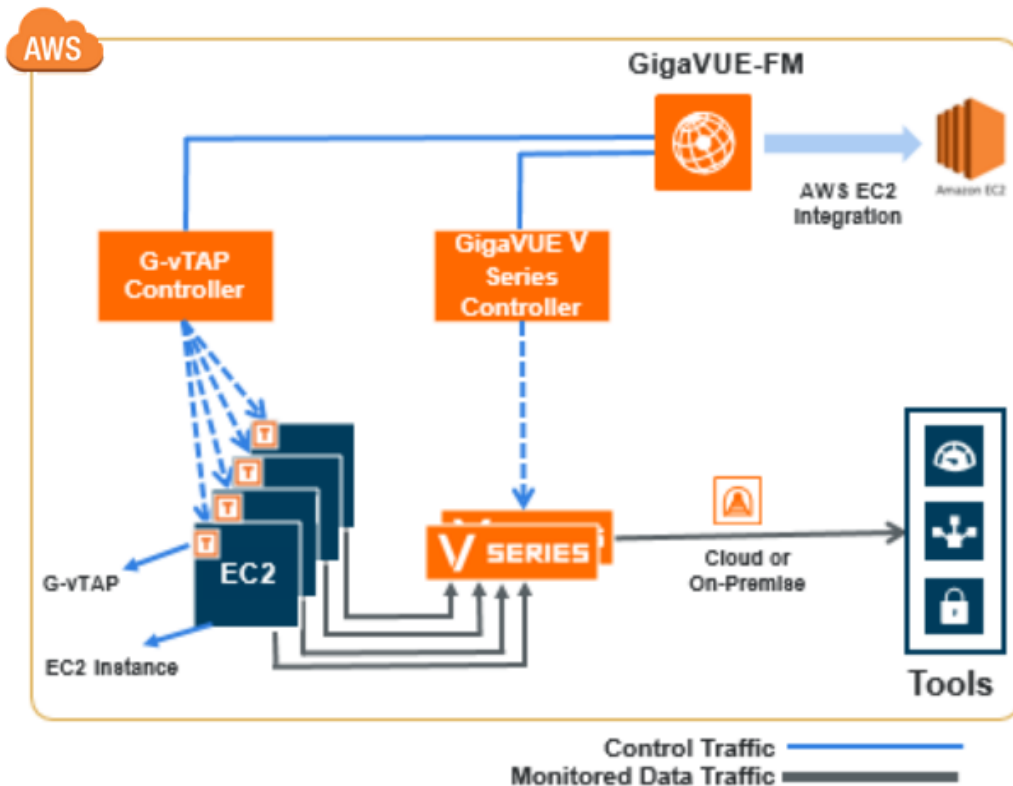 AWS
GigaVUE-FM
AWS EC2
Integration
Amazon EC2
G-vTAP
Controller
GigaVUE V
Series
Controller
T
T
T
T
EC2
G-vTAP
EC2 Instance
V SERIES
Cloud or
On-Premise
Tools
Control Traffic
Monitored Data Traffic